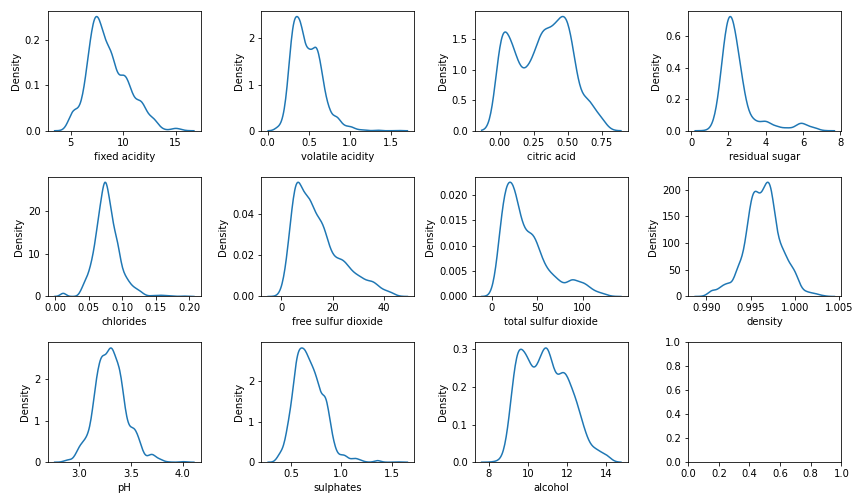 Density
0.2
0.1
0.0
5 10 15
fixed acidity
Density
2
1
0
0.0 0.5 1.0 1.5
volatile acidity
Density
1.5
1.0
0.5
0.0
0.00 0.25 0.50 0.75
citric acid
Density
0.6
0.4
0.2
0.0
0 2 4 6 8
residual sugar
Density
20
10
0
0.00 0.05 0.10 0.15 0.20
chlorides
Density
0.04
0.02
0.00
0 20 40
free sulfur dioxide
Density
0.020
0.015
0.010
0.005
0.000
0 50 100
total sulfur dioxide
Density
200
150
100
50
0
0.990 0.995 1.000 1.005
density
Density
2
1
0
3.0 3.5 4.0
pH
Density
2
1
0
0.5 1.0 1.5
sulphates
Density
0.3
0.2
0.1
0.0
8 10 12 14
alcohol
1.0
0.8
0.6
0.4
0.2
0.0
0.0 0.2 0.4 0.6 0.8 1.0